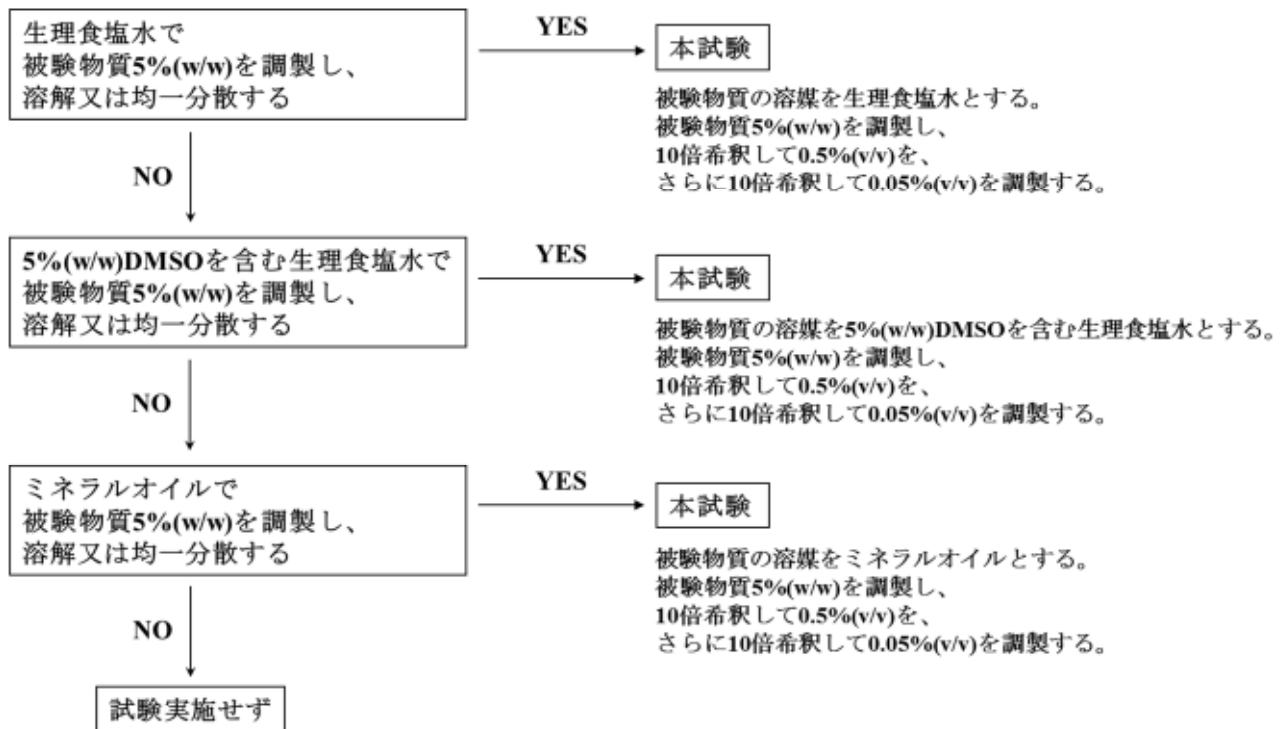 生理食塩水で
被験物質5%(w/w)を調製し、
溶解又は均一分散する
YES
本試験
被験物質の溶媒を生理食塩水とする。
被験物質5%(w/w)を調製し、
10倍希釈して0.5%(v/v)を、
さらに10倍希釈して0.05%(v/v)を調製する。
NO
5%(w/w)DMSOを含む生理食塩水で
被験物質5%(w/w)を調製し、
溶解又は均一分散する
YES
本試験
被験物質の溶媒を5%(w/w)DMSOを含む生理食塩水とする。
被験物質5%(w/w)を調製し、
10倍希釈して0.5%(v/v)を、
さらに10倍希釈して0.05%(v/v)を調製する。
NO
ミネラルオイルで
被験物質5%(w/w)を調製し、
溶解又は均一分散する
YES
本試験
被験物質の溶媒をミネラルオイルとする。
被験物質5%(w/w)を調製し、
10倍希釈して0.5%(v/v)を、
さらに10倍希釈して0.05%(v/v)を調製する。
NO
試験実施せず